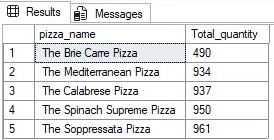 Results Messages
pizza_name Total_quantity
1 The Brie Carre Pizza 490
2 The Mediterranean Pizza 934
3 The Calabrese Pizza 937
4 The Spinach Supreme Pizza 950
5 The Soppressata Pizza 961